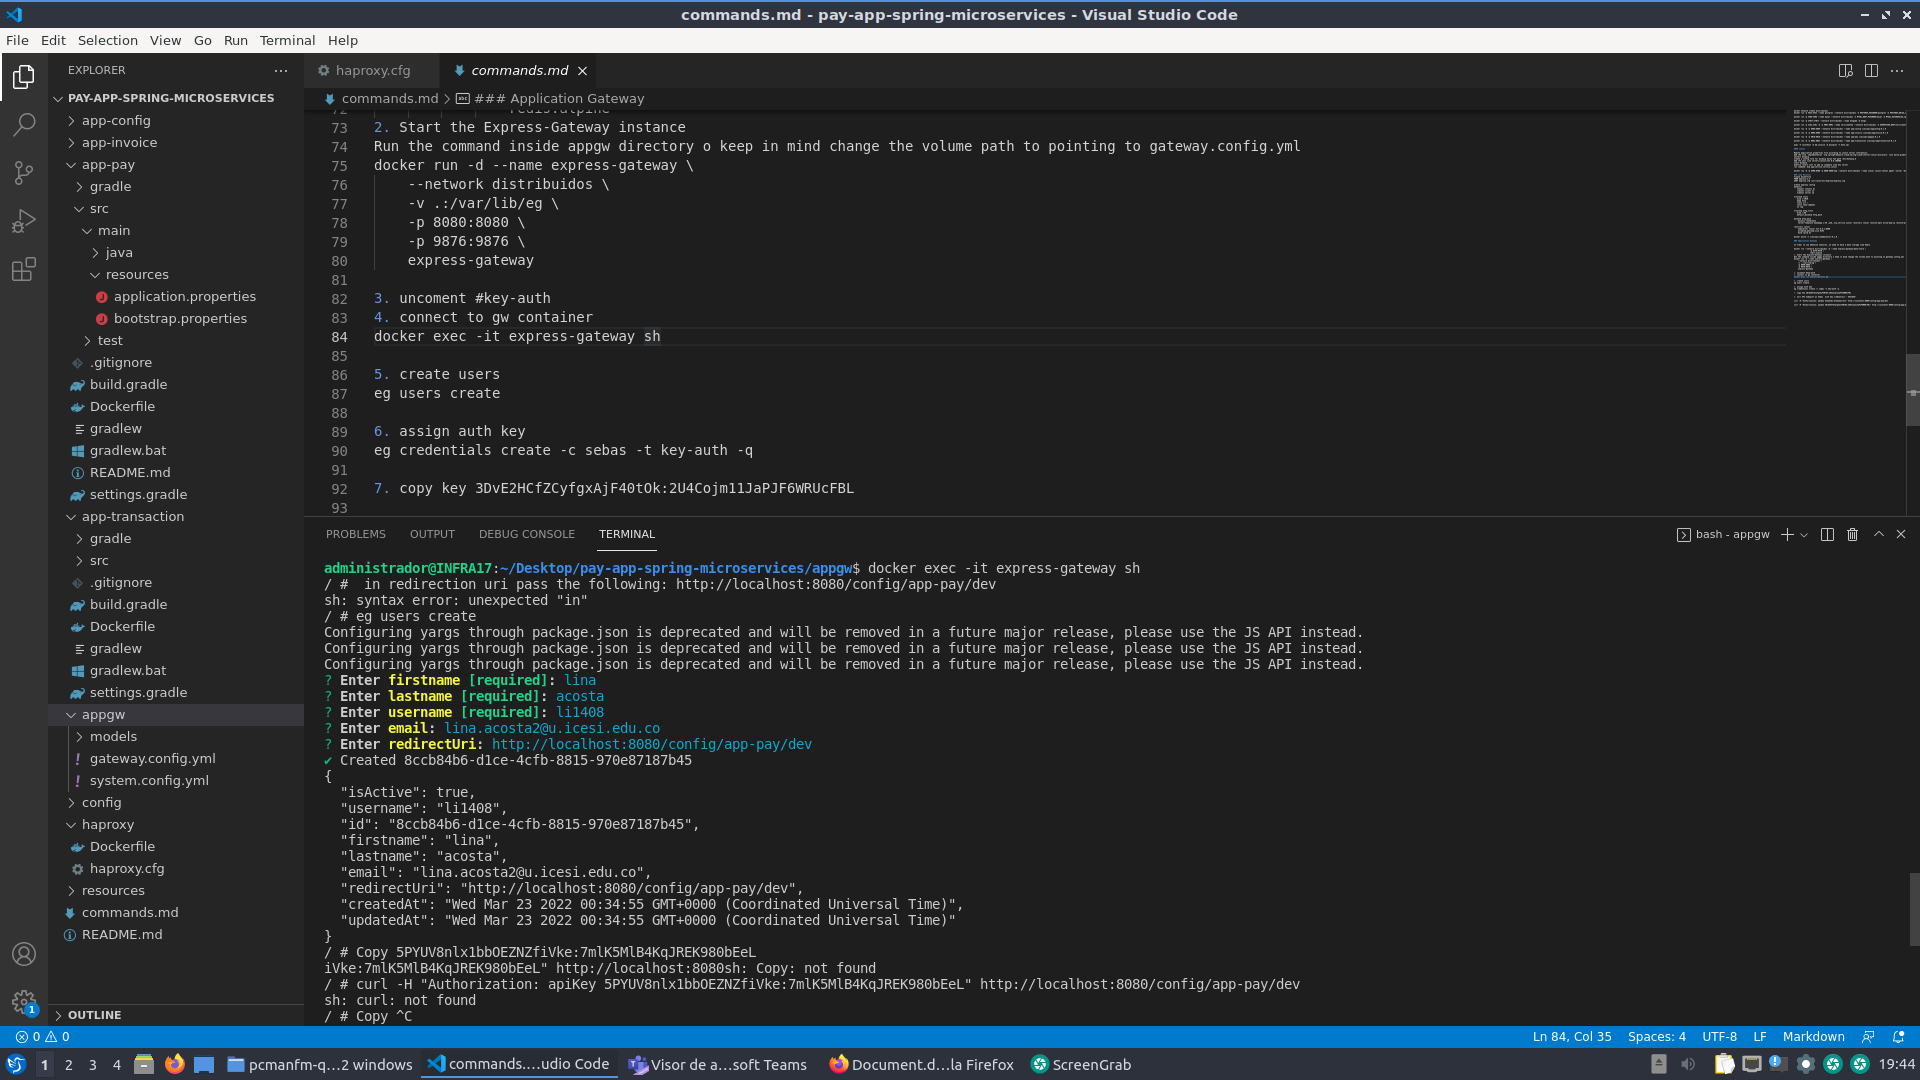 commands.md - pay-app-spring-microservices - Visual Studio Code
File Edit Selection View Go Run Terminal Help
EXPLORER
PAY-APP-SPRING-MICROSERVICES
app-config
app-invoice
app-pay
gradle
src
main
java
resources
application.properties
bootstrap.properties
test
.gitignore
build.gradle
Dockerfile
gradlew
gradlew.bat
README.md
settings.gradle
app-transaction
gradle
src
.gitignore
build.gradle
Dockerfile
gradlew
gradlew.bat
settings.gradle
appgw
models
gateway.config.yml
system.config.yml
config
haproxy
Dockerfile
haproxy.cfg
resources
commands.md
README.md
OUTLINE
haproxy.cfg commands.md
commands.md > ### Application Gateway
72 redis:alpine
73 2. Start the Express-Gateway instance
74 Run the command inside appgw directory o keep in mind change the volume path to pointing to gateway.config.yml
75 docker run -d --name express-gateway \
76 --network distribuidos \
77 -v .:/var/lib/eg \
78 -p 8080:8080 \
79 -p 9876:9876 \
80 express-gateway
81
82 3. uncoment #key-auth
83 4. connect to gw container
84 docker exec -it express-gateway sh
85
86 5. create users
87 eg users create
88
89 6. assign auth key
90 eg credentials create -c sebas -t key-auth -q
91
92 7. copy key 3DvE2HCfZCyfgxAjF40tOk:2U4Cojm11JaPJF6WRUcFBL
93
PROBLEMS OUTPUT DEBUG CONSOLE TERMINAL
bash - appgw
administrador@INFRA17:~/Desktop/pay-app-spring-microservices/appgw$ docker exec -it express-gateway sh
/ #  in redirection uri pass the following: http://localhost:8080/config/app-pay/dev
sh: syntax error: unexpected "in"
/ # eg users create
Configuring yargs through package.json is deprecated and will be removed in a future major release, please use the JS API instead.
Configuring yargs through package.json is deprecated and will be removed in a future major release, please use the JS API instead.
Configuring yargs through package.json is deprecated and will be removed in a future major release, please use the JS API instead.
? Enter firstname [required]: lina
? Enter lastname [required]: acosta
? Enter username [required]: li1408
? Enter email: lina.acosta2@u.icesi.edu.co
? Enter redirectUri: http://localhost:8080/config/app-pay/dev
✔ Created 8ccb84b6-d1ce-4cfb-8815-970e87187b45
{
"isActive": true,
"username": "li1408",
"id": "8ccb84b6-d1ce-4cfb-8815-970e87187b45",
"firstname": "lina",
"lastname": "acosta",
"email": "lina.acosta2@u.icesi.edu.co",
"redirectUri": "http://localhost:8080/config/app-pay/dev",
"createdAt": "Wed Mar 23 2022 00:34:55 GMT+0000 (Coordinated Universal Time)",
"updatedAt": "Wed Mar 23 2022 00:34:55 GMT+0000 (Coordinated Universal Time)"
}
/ # Copy 5PYUV8nlx1bbOEZNZfiVke:7mlK5MlB4KqJREK980bEeL
iVke:7mlK5MlB4KqJREK980bEeL" http://localhost:8080sh: Copy: not found
/ # curl -H "Authorization: apiKey 5PYUV8nlx1bbOEZNZfiVke:7mlK5MlB4KqJREK980bEeL" http://localhost:8080/config/app-pay/dev
sh: curl: not found
/ # Copy ^C
1
0 0
Ln 84, Col 35 Spaces: 4 UTF-8 LF Markdown
1 2 3 4 pcmanfm-q...2 windows commands....udio Code Visor de a...soft Teams Document.d...la Firefox ScreenGrab 19:44